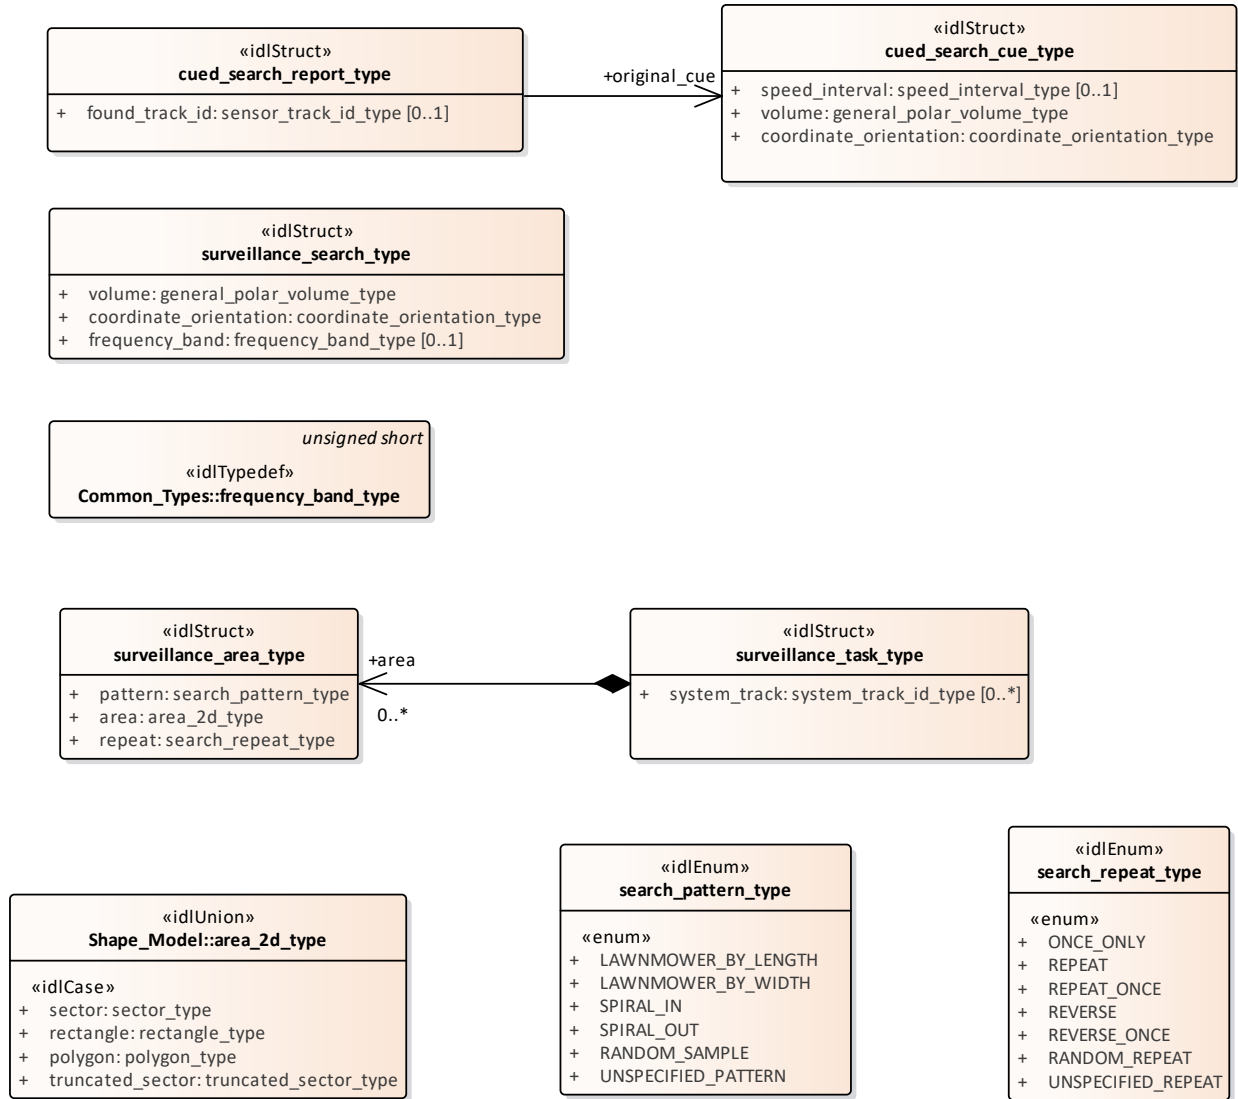 «idlStruct»
cued_search_report_type
+ found_track_id: sensor_track_id_type [0..1]
+original_cue
«idlStruct»
cued_search_cue_type
+ speed_interval: speed_interval_type [0..1]
+ volume: general_polar_volume_type
+ coordinate_orientation: coordinate_orientation_type
«idlStruct»
surveillance_search_type
+ volume: general_polar_volume_type
+ coordinate_orientation: coordinate_orientation_type
+ frequency_band: frequency_band_type [0..1]
unsigned short
«idlTypedef»
Common_Types::frequency_band_type
«idlStruct»
surveillance_area_type
+ pattern: search_pattern_type
+ area: area_2d_type
+ repeat: search_repeat_type
+area
0..*
«idlStruct»
surveillance_task_type
+ system_track: system_track_id_type [0..*]
«idlUnion»
Shape_Model::area_2d_type
«idlCase»
+ sector: sector_type
+ rectangle: rectangle_type
+ polygon: polygon_type
+ truncated_sector: truncated_sector_type
«idlEnum»
search_pattern_type
«enum»
+ LAWNMOWER_BY_LENGTH
+ LAWNMOWER_BY_WIDTH
+ SPIRAL_IN
+ SPIRAL_OUT
+ RANDOM_SAMPLE
+ UNSPECIFIED_PATTERN
«idlEnum»
search_repeat_type
«enum»
+ ONCE_ONLY
+ REPEAT
+ REPEAT_ONCE
+ REVERSE
+ REVERSE_ONCE
+ RANDOM_REPEAT
+ UNSPECIFIED_REPEAT